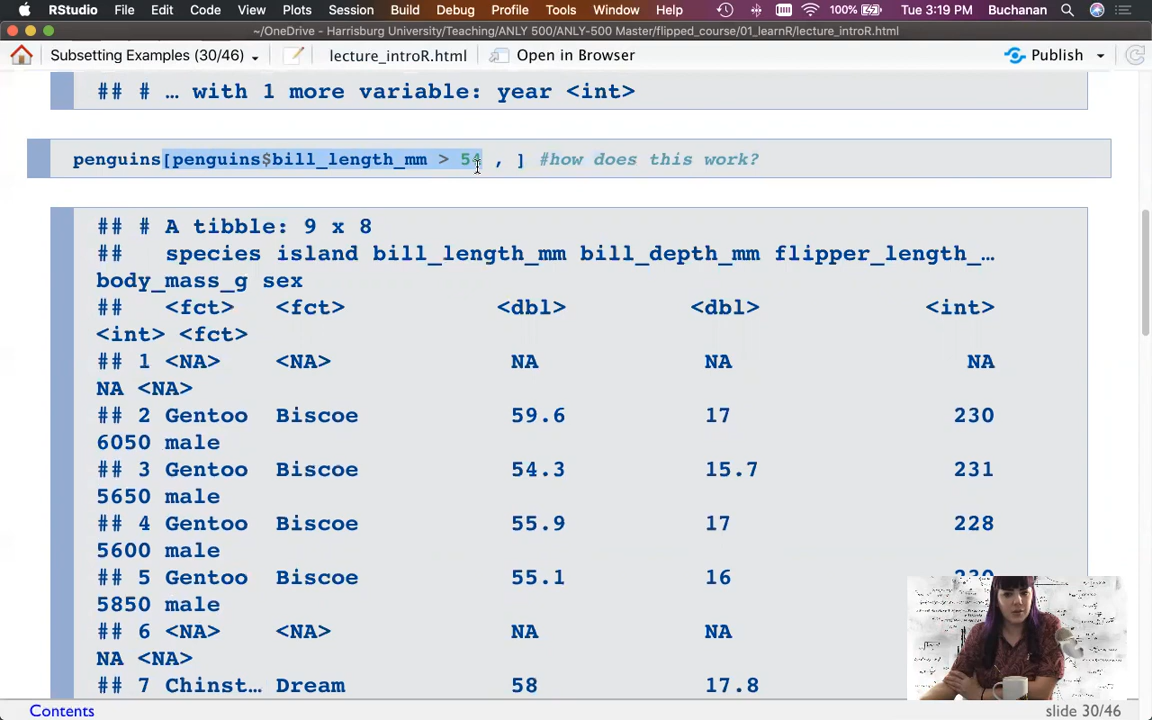 RStudio File Edit Code View Plots Session Build Debug Profile Tools Window Help 100% Tue 3:19 PM Buchanan
~/OneDrive - Harrisburg University/Teaching/ANLY 500/ANLY-500 Master/flipped_course/01_learnR/lecture_introR.html
Subsetting Examples (30/46) lecture_introR.html Open in Browser Publish
## # … with 1 more variable: year <int>
penguins[penguins$bill_length_mm > 54 , ] #how does this work?
## # A tibble: 9 x 8
## species island bill_length_mm bill_depth_mm flipper_length_…
body_mass_g sex
## <fct> <fct> <dbl> <dbl> <int>
<int> <fct>
## 1 <NA> <NA> NA NA NA
NA <NA>
## 2 Gentoo Biscoe 59.6 17 230
6050 male
## 3 Gentoo Biscoe 54.3 15.7 231
5650 male
## 4 Gentoo Biscoe 55.9 17 228
5600 male
## 5 Gentoo Biscoe 55.1 16
5850 male
## 6 <NA> <NA> NA NA
NA <NA>
## 7 Chinst… Dream 58 17.8
Contents slide 30/46